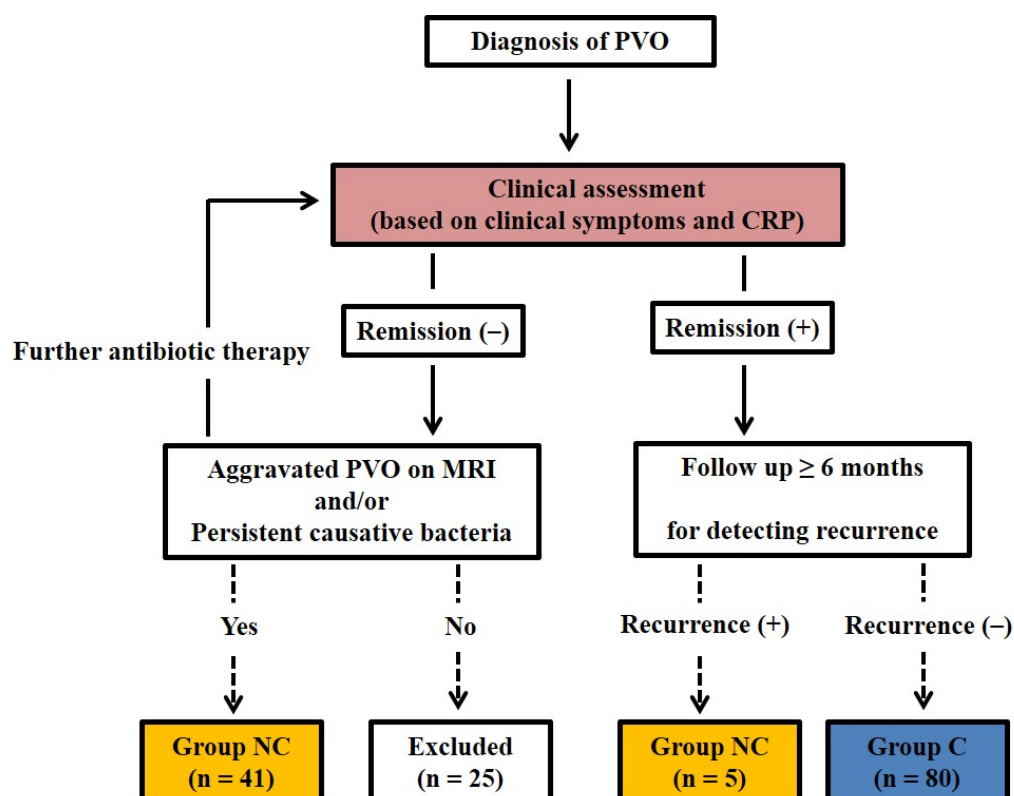 Diagnosis of PVO
Clinical assessment
(based on clinical symptoms and CRP)
Remission (–)
Remission (+)
Further antibiotic therapy
Aggravated PVO on MRI
and/or
Persistent causative bacteria
Follow up ≥ 6 months
for detecting recurrence
Yes
No
Recurrence (+)
Recurrence (–)
Group NC
(n = 41)
Excluded
(n = 25)
Group NC
(n = 5)
Group C
(n = 80)